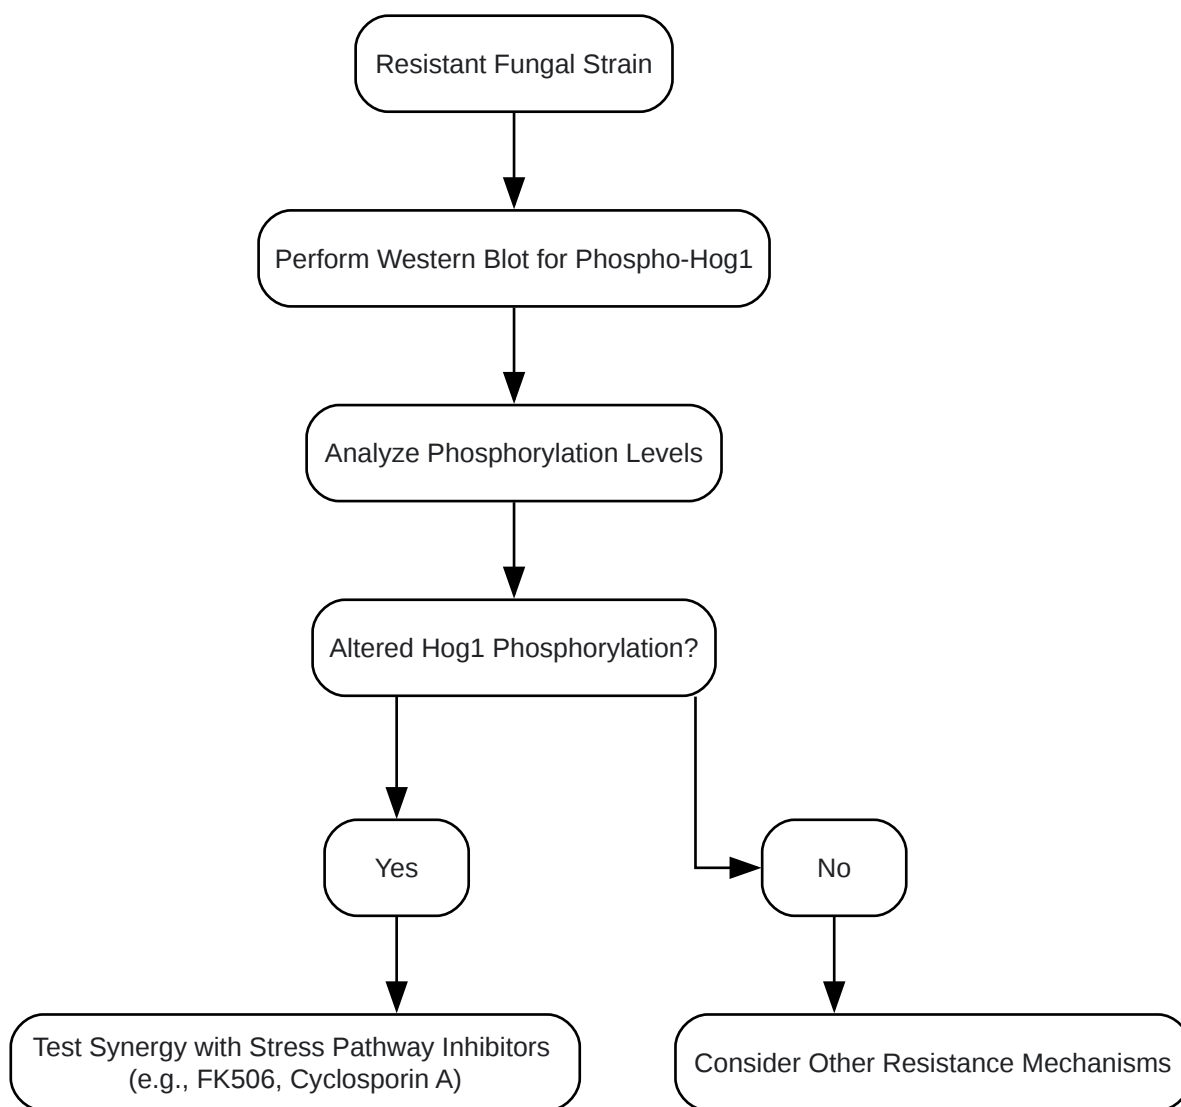 Resistant Fungal Strain
Perform Western Blot for Phospho-Hog1
Analyze Phosphorylation Levels
Altered Hog1 Phosphorylation?
Yes
No
Test Synergy with Stress Pathway Inhibitors
(e.g., FK506, Cyclosporin A)
Consider Other Resistance Mechanisms